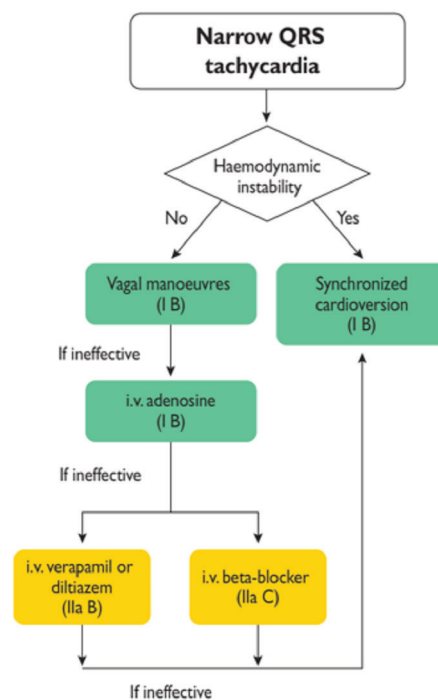 Narrow QRS
tachycardia
Haemodynamic
instability
No
Yes
Vagal manoeuvres
(I B)
Synchronized
cardioversion
(I B)
If ineffective
i.v. adenosine
(I B)
If ineffective
i.v. verapamil or
diltiazem
(IIa B)
i.v. beta-blocker
(IIa C)
If ineffective